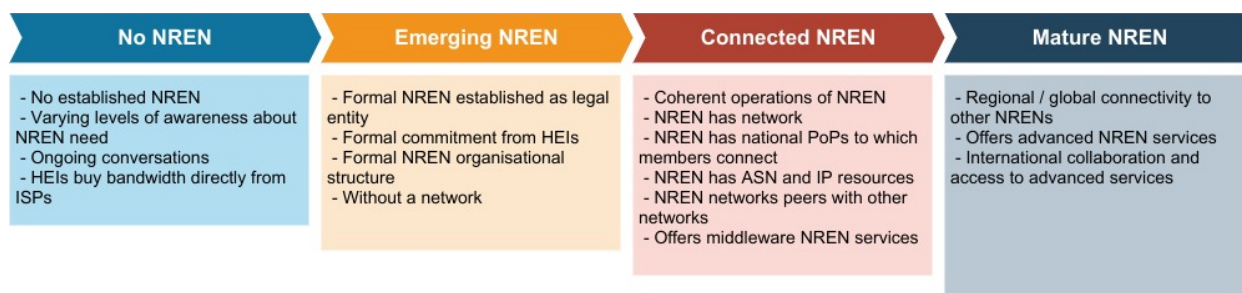 No NREN
- No established NREN
- Varying levels of awareness about
NREN need
- Ongoing conversations
- HEIs buy bandwidth directly from
ISPs
Emerging NREN
- Formal NREN established as legal
entity
- Formal commitment from HEIs
- Formal NREN organisational
structure
- Without a network
Connected NREN
- Coherent operations of NREN
- NREN has network
- NREN has national PoPs to which
members connect
- NREN has ASN and IP resources
- NREN networks peers with other
networks
- Offers middleware NREN services
Mature NREN
- Regional / global connectivity to
other NRENs
- Offers advanced NREN services
- International collaboration and
access to advanced services